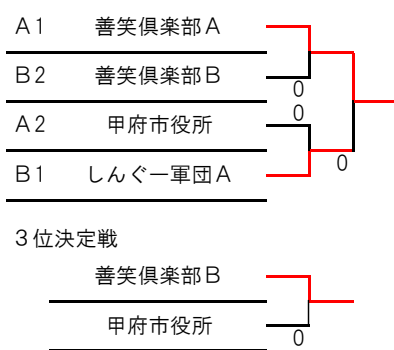 A1 善笑倶楽部A
B2 善笑倶楽部B
0
0
A2 甲府市役所
0
B1 しんぐー軍団A
3位決定戦
善笑倶楽部B
甲府市役所
0